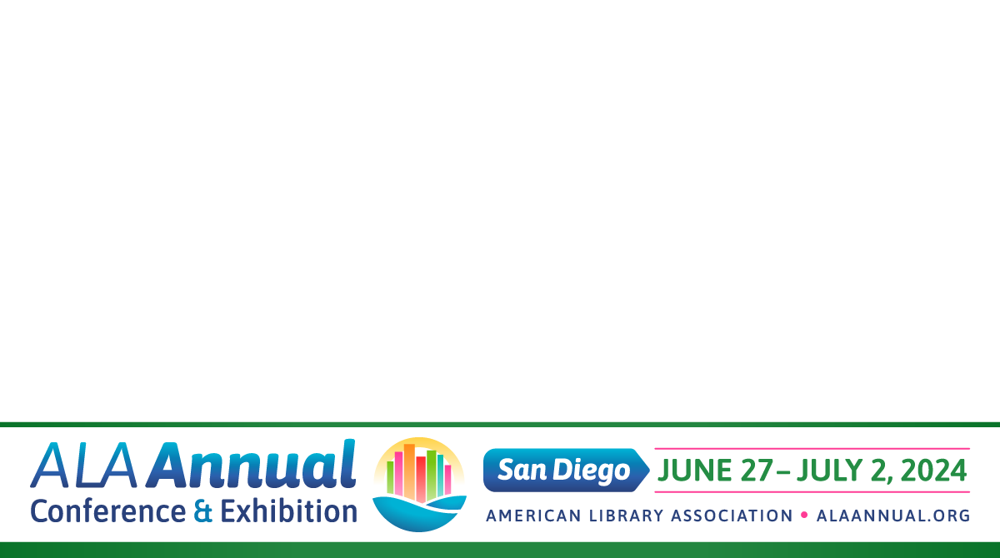 ALA Annual
Conference & Exhibition
San Diego
JUNE 27– JULY 2, 2024
AMERICAN LIBRARY ASSOCIATION • ALAANNUAL.ORG